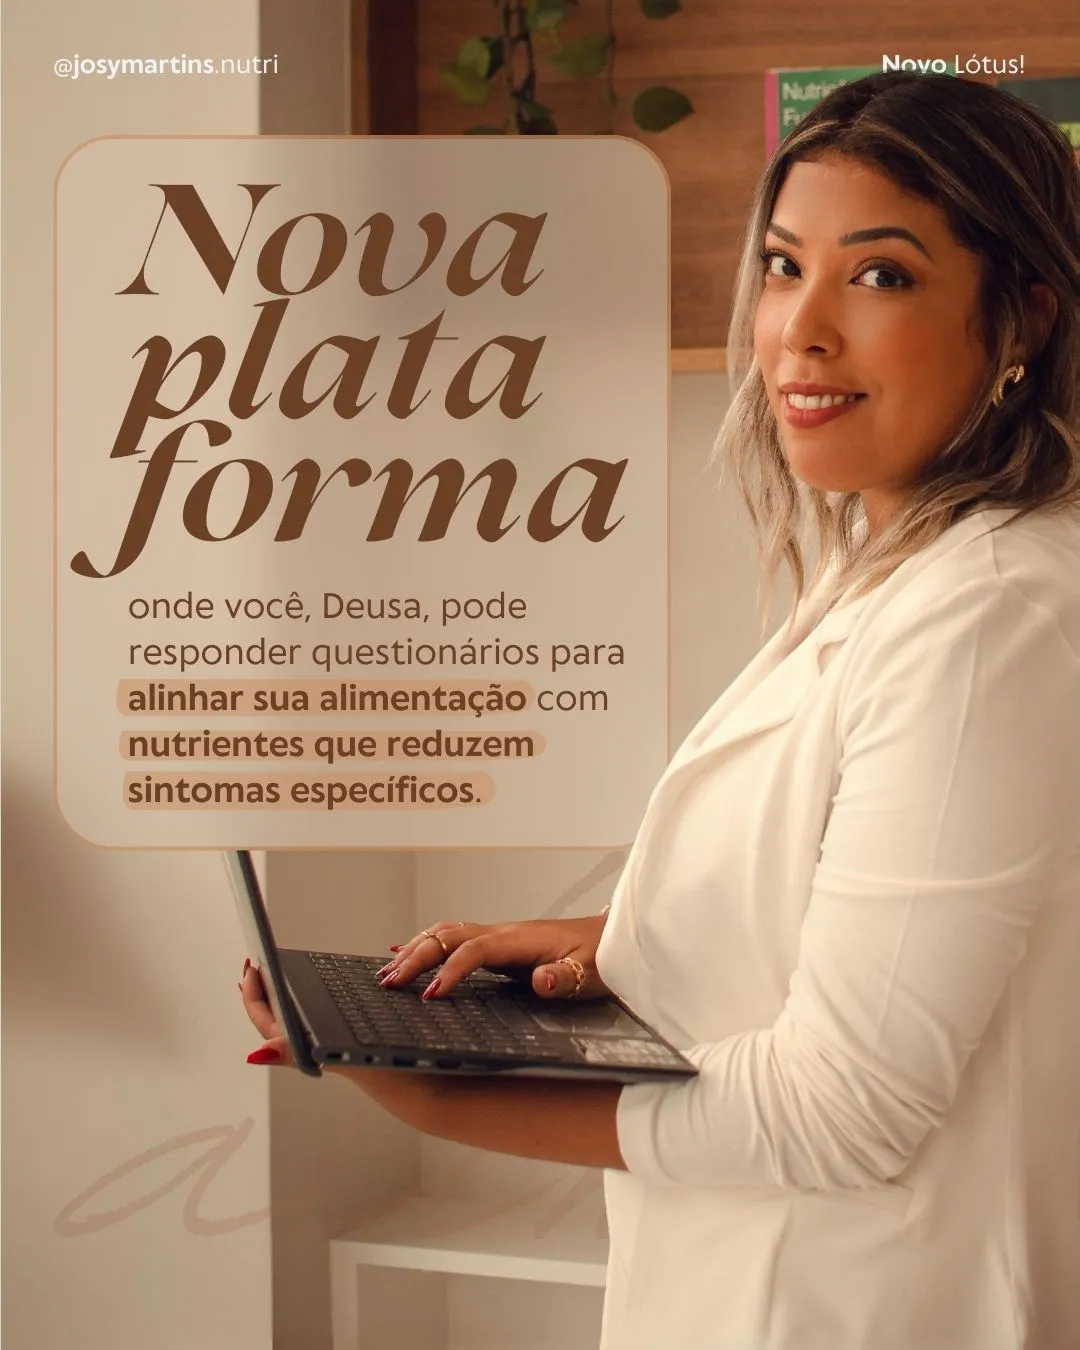 @josymartins.nutri
Novo Lótus!
Nova
plata
forma
onde você, Deusa, pode
responder questionários para
alinhar sua alimentação com
nutrientes que reduzem
sintomas específicos.